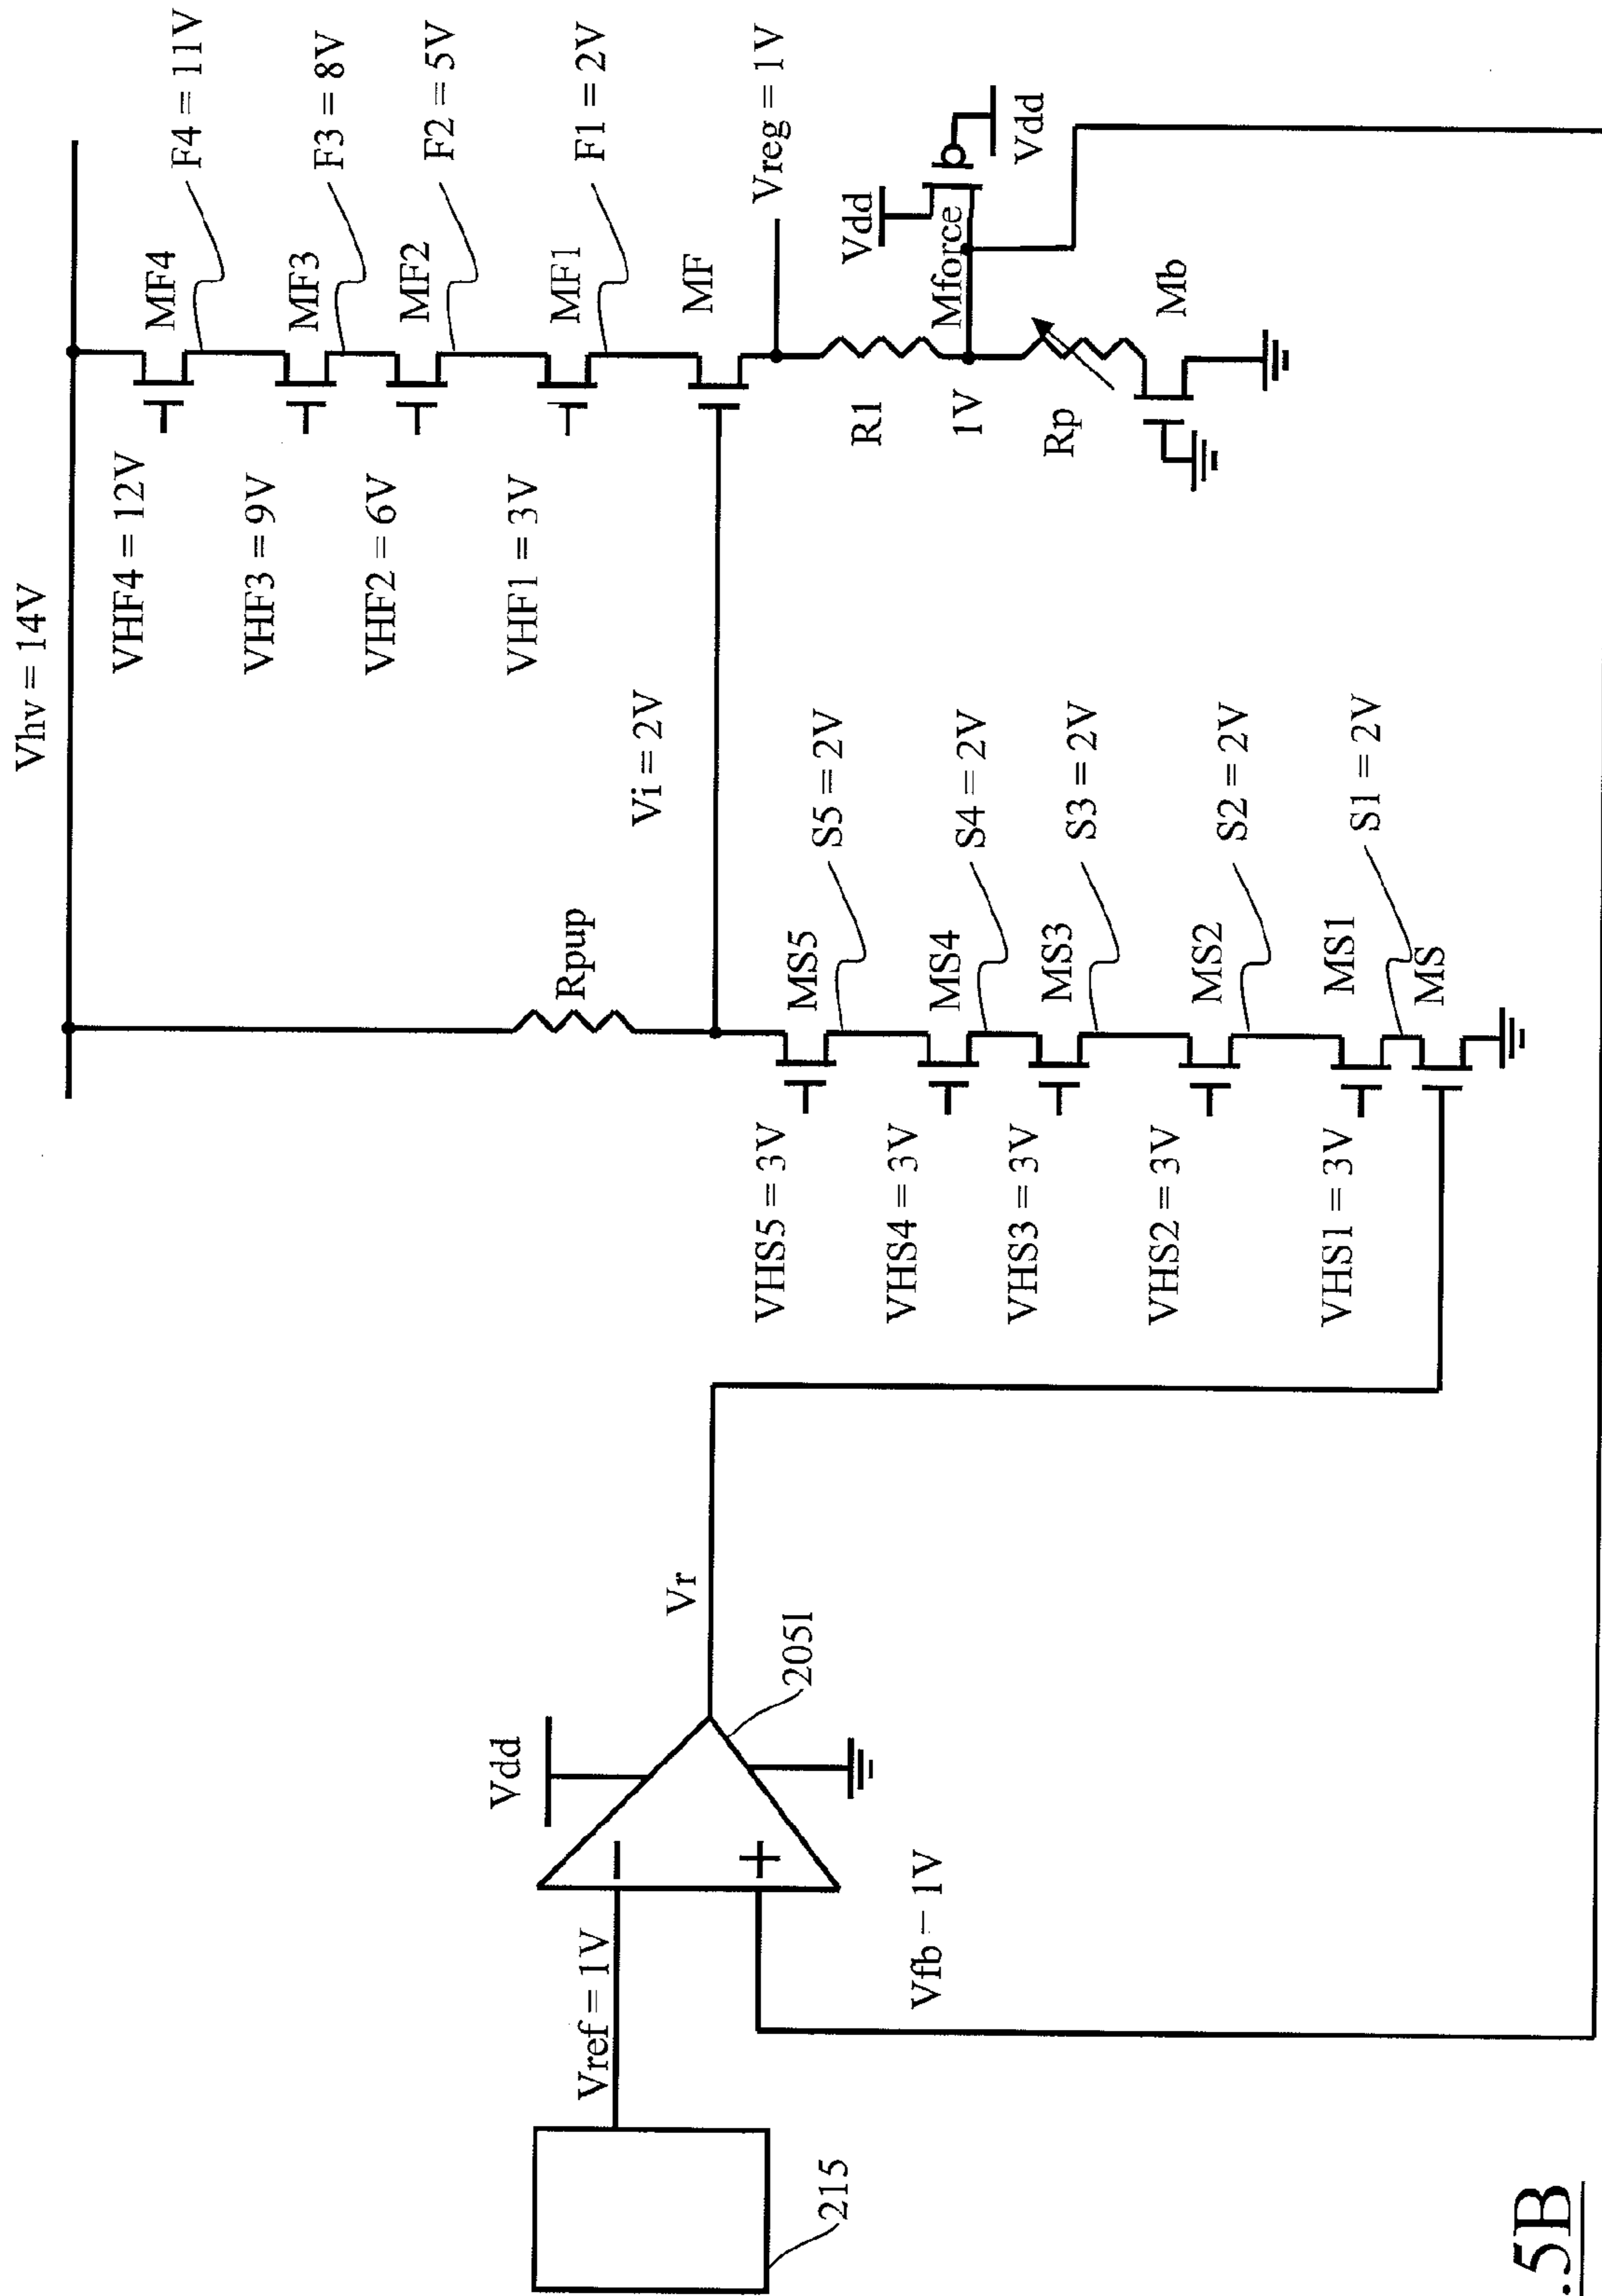 Vhv = 14V
VHF4 = 12V
MF4
F4 = 11V
VHF3 = 9V
MF3
F3 = 8V
VHF2 = 6V
MF2
F2 = 5V
VHF1 = 3V
MF1
F1 = 2V
Rpup
Vi = 2V
MF
Vreg = 1V
R1
Vdd
Mforce
Vdd
1V
Rp
Mb
VHS5 = 3V
MS5
S5 = 2V
VHS4 = 3V
MS4
S4 = 2V
VHS3 = 3V
MS3
S3 = 2V
VHS2 = 3V
MS2
S2 = 2V
VHS1 = 3V
MS1
S1 = 2V
MS
Vdd
Vr
205l
−
+
Vref = 1V
Vfb = 1V
215
.5B